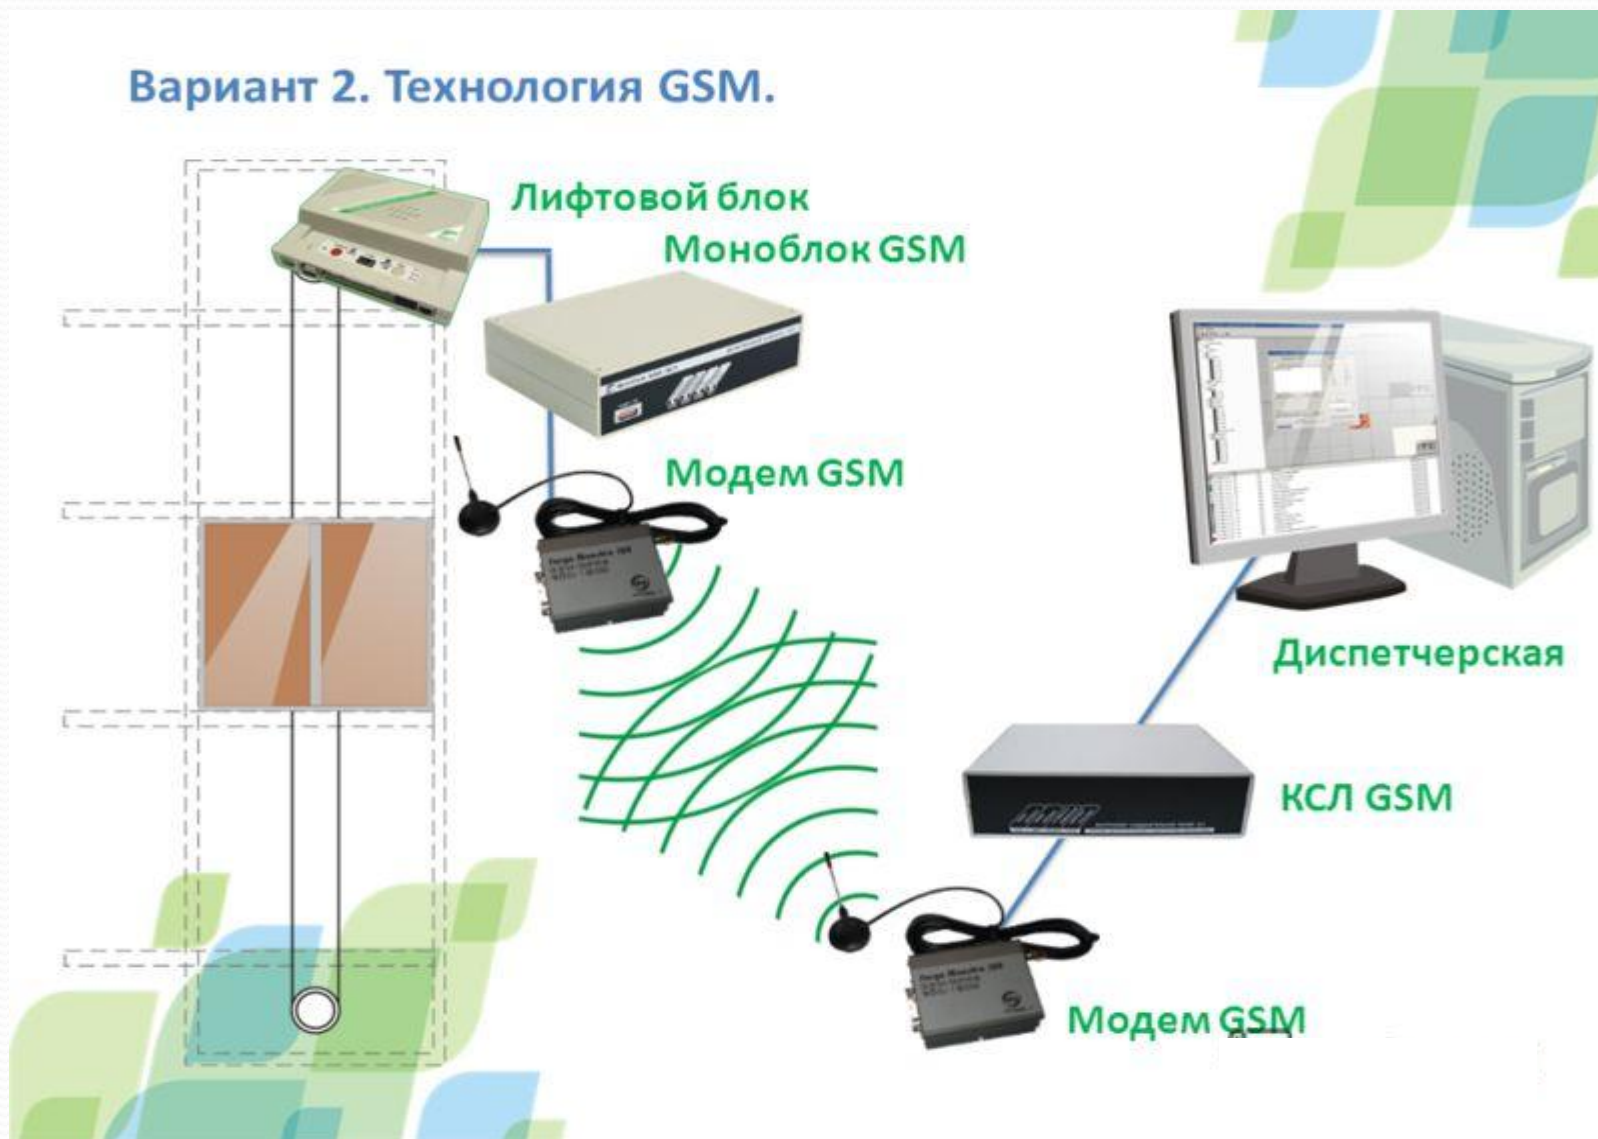 Вариант 2. Технология GSM.
Лифтовой блок
Моноблок GSM
Модем GSM
Диспетчерская
КСЛ GSM
Модем GSM